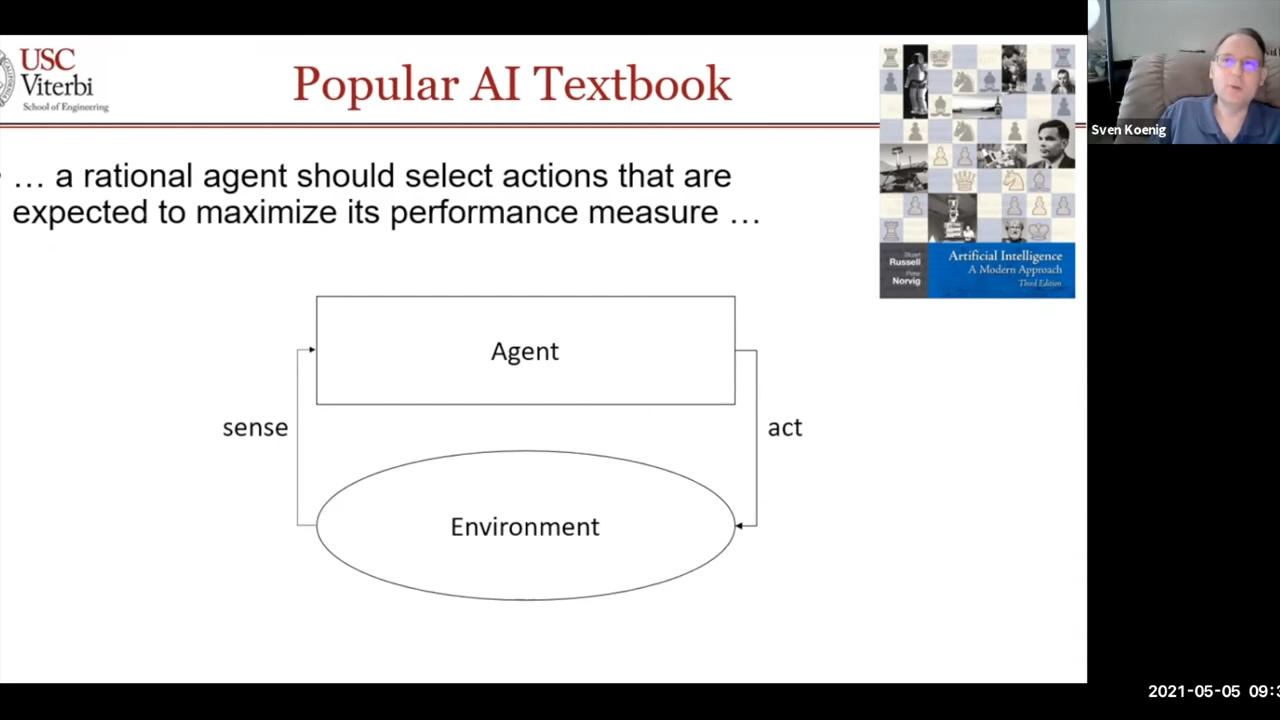 USC
Viterbi
School of Engineering
Popular AI Textbook
… a rational agent should select actions that are
expected to maximize its performance measure …
Stuart
Russell
Peter
Norvig
Artificial Intelligence
A Modern Approach
Third Edition
Agent
sense
act
Environment
Sven Koenig
2021-05-05 09:3